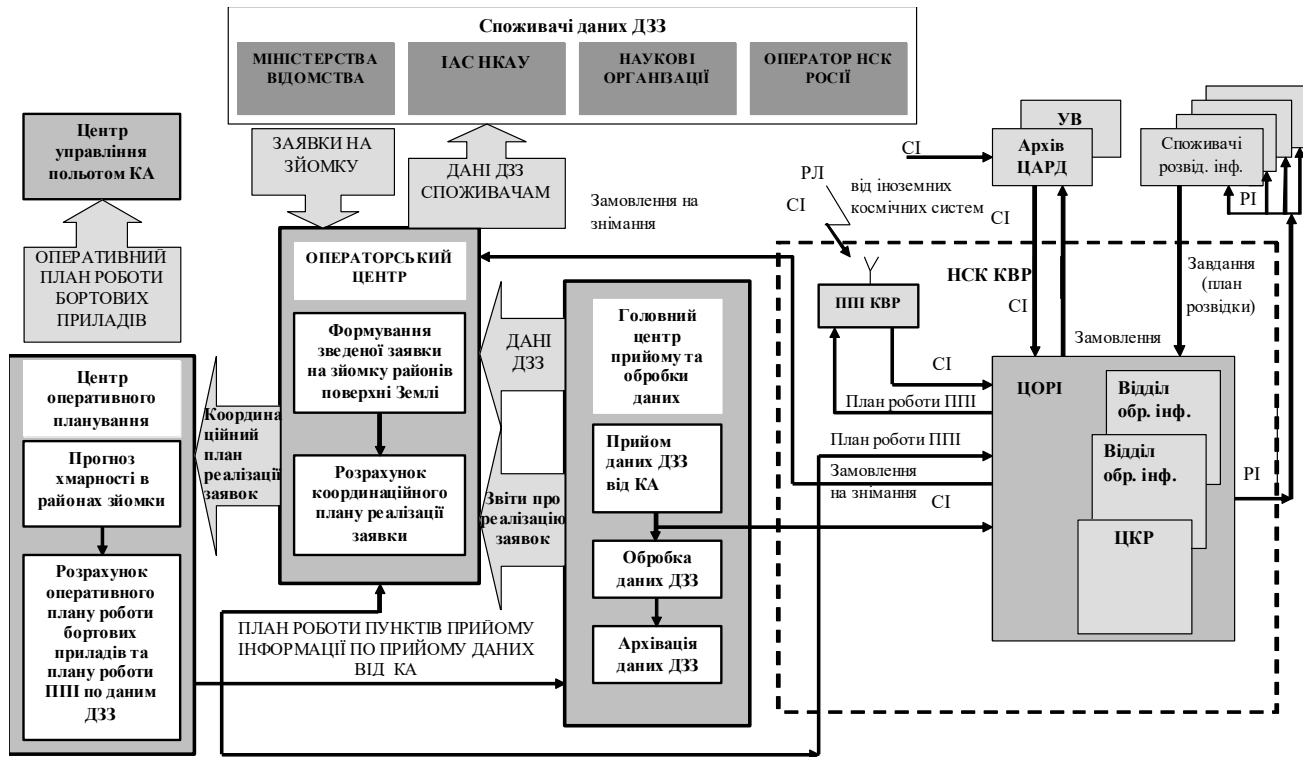 Споживачі даних ДЗЗ
МІНІСТЕРСТВА
ВІДОМСТВА
ІАС НКАУ
НАУКОВІ
ОРГАНІЗАЦІЇ
ОПЕРАТОР НСК
РОСІЇ
Центр
управління
польотом КА
ЗАЯВКИ НА
ЗЙОМКУ
ДАНІ ДЗЗ
СПОЖИВАЧАМ
Замовлення на
знімання
РЛ
СІ
від іноземних
космічних систем
СІ
УВ
Архів
ЦАРД
СІ
Споживачі
розвід. інф.
РІ
ОПЕРАТИВНИЙ
ПЛАН РОБОТИ
БОРТОВИХ
ПРИЛАДІВ
ОПЕРАТОРСЬКИЙ
ЦЕНТР
Формування
зведеної заявки
на зйомку районів
поверхні Землі
Розрахунок
координаційного
плану реалізації
заявки
ДАНІ
ДЗЗ
Звіти про
реалізацію
заявок
Головний
центр
прийому та
обробки
даних
Прийом
даних ДЗЗ
від КА
Обробка
даних ДЗЗ
Архівація
даних ДЗЗ
НСК КВР
СІ
Завдання
(план
розвідки)
Замовлення
ППІ КВР
СІ
План роботи ППІ
План роботи ППІ
Замовлення
на знімання
СІ
ЦОРІ
Відділ
обр. інф.
Відділ
обр. інф.
ЦКР
РІ
Центр
оперативного
планування
Прогноз
хмарності в
районах зйомки
Розрахунок
оперативного
плану роботи
бортових
приладів та
плану роботи
ППІ по даним
ДЗЗ
Координа
ційний
план
реалізації
заявок
ПЛАН РОБОТИ ПУНКТІВ ПРИЙОМУ
ІНФОРМАЦІЇ ПО ПРИЙОМУ ДАНИХ
ВІД КА